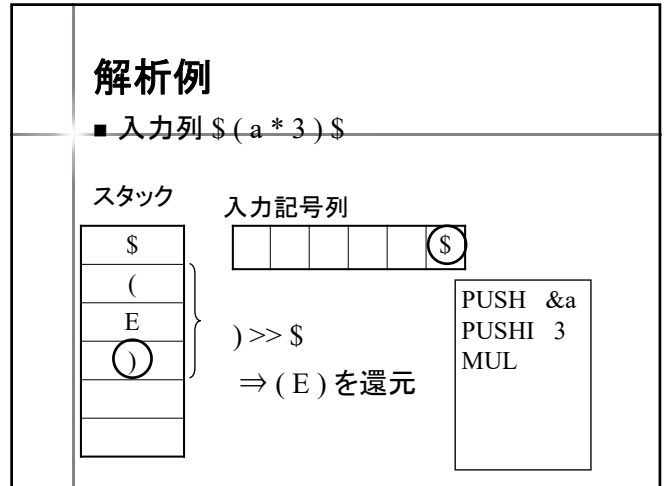 解析例
■ 入力列 $ ( a * 3 ) $
スタック
入力記号列
$
(
E
)
$
) >> $
⇒ ( E ) を還元
PUSH &a
PUSHI 3
MUL